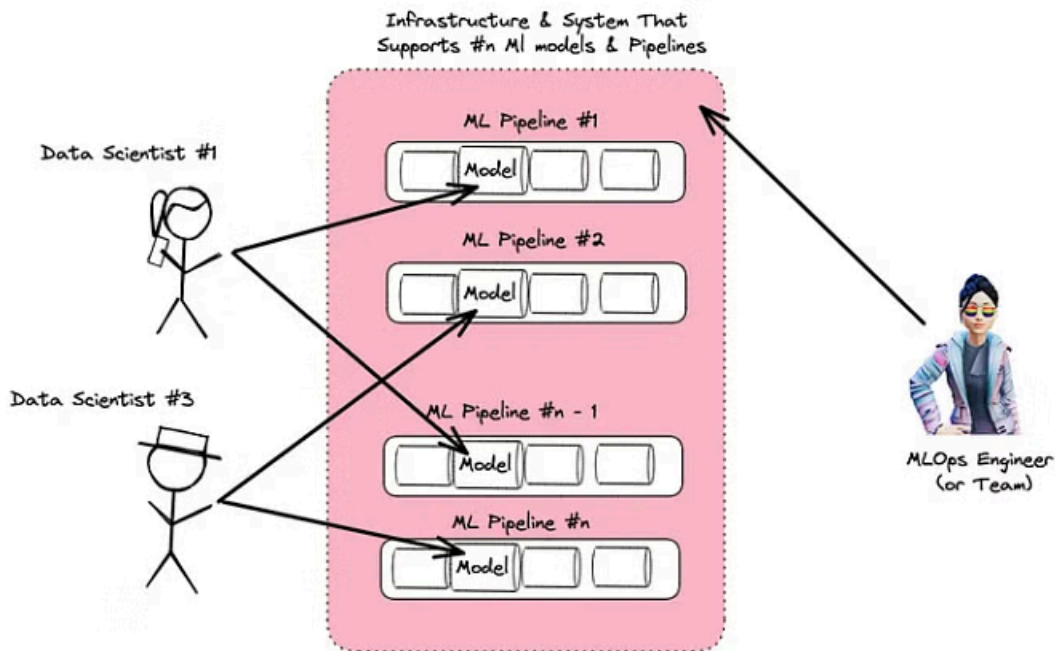 Infrastructure & System That
Supports #n Ml models & Pipelines
ML Pipeline #1
Data Scientist #1
Model
ML Pipeline #2
Model
Data Scientist #3
ML Pipeline #n - 1
Model
MLOps Engineer
(or Team)
ML Pipeline #n
Model